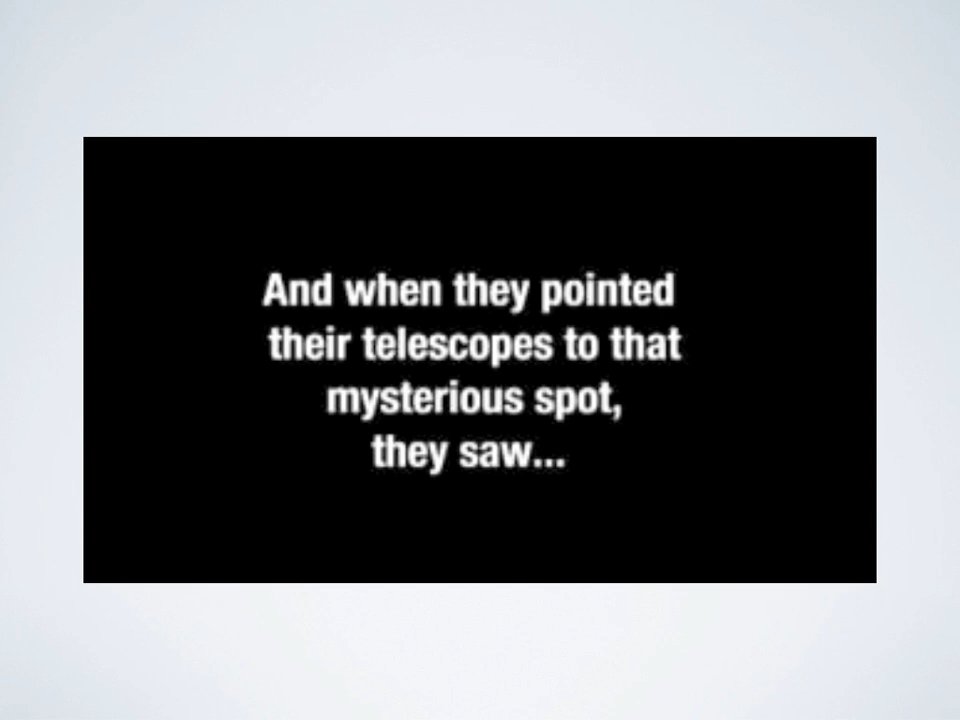 And when they pointed
their telescopes to that
mysterious spot,
they saw...